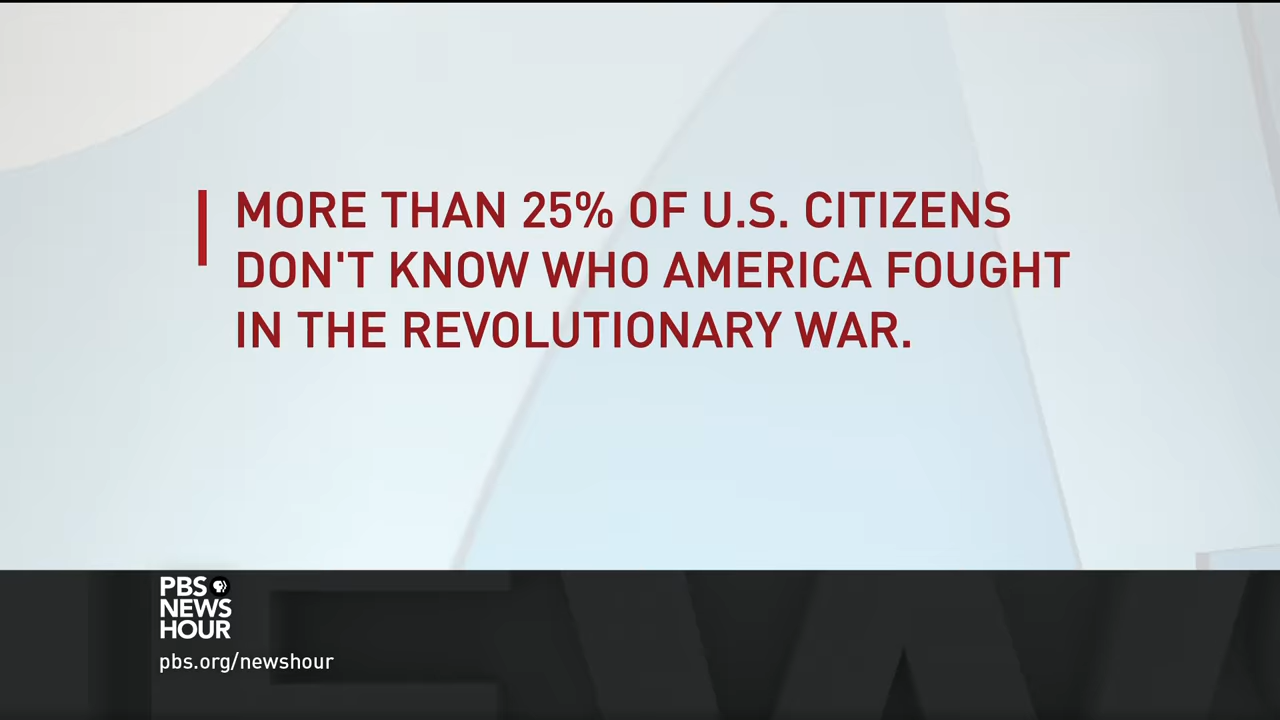 MORE THAN 25% OF U.S. CITIZENS
DON'T KNOW WHO AMERICA FOUGHT
IN THE REVOLUTIONARY WAR.
PBS
NEWS
HOUR
pbs.org/newshour